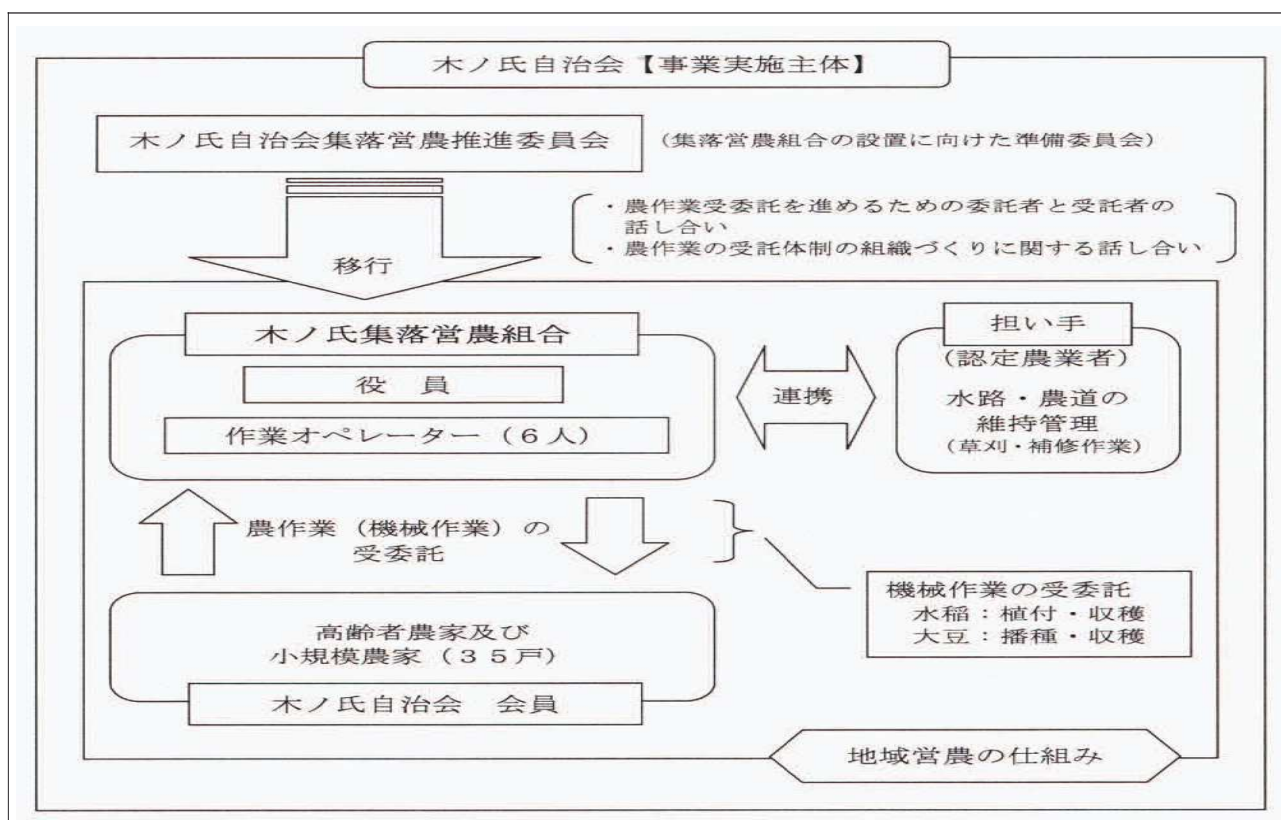 木ノ氏自治会【事業実施主体】
木ノ氏自治会集落営農推進委員会
(集落営農組合の設置に向けた準備委員会)
・農作業受委託を進めるための委託者と受託者の
話し合い
・農作業の受託体制の組織づくりに関する話し合い
移行
木ノ氏集落営農組合
役 員
作業オペレーター(6人)
連携
担い手
(認定農業者)
水路・農道の
維持管理
(草刈・補修作業)
農作業(機械作業)の
受委託
機械作業の受委託
水稲:植付・収穫
大豆:播種・収穫
高齢者農家及び
小規模農家(35戸)
木ノ氏自治会 会員
地域営農の仕組み